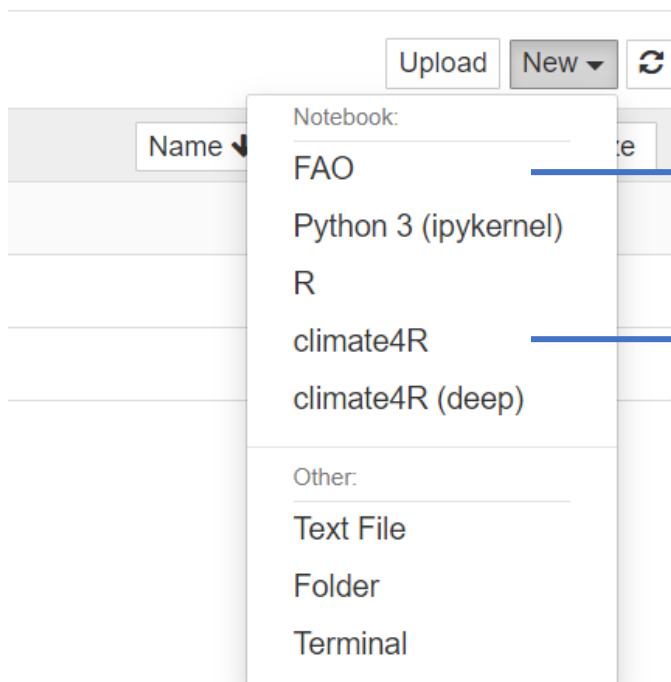 Upload New
Notebook:
Name
FAO
Python 3 (ipykernel)
R
climate4R
climate4R (deep)
Other:
Text File
Folder
Terminal